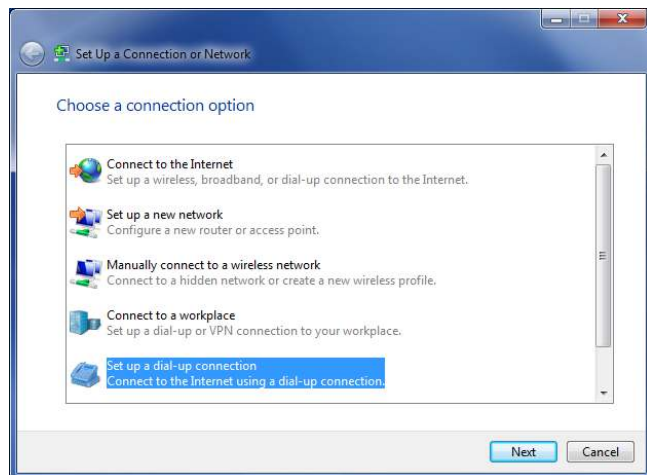 Set Up a Connection or Network
Choose a connection option
Connect to the Internet
Set up a wireless, broadband, or dial-up connection to the Internet.
Set up a new network
Configure a new router or access point.
Manually connect to a wireless network
Connect to a hidden network or create a new wireless profile.
Connect to a workplace
Set up a dial-up or VPN connection to your workplace.
Set up a dial-up connection
Connect to the Internet using a dial-up connection.
Next Cancel